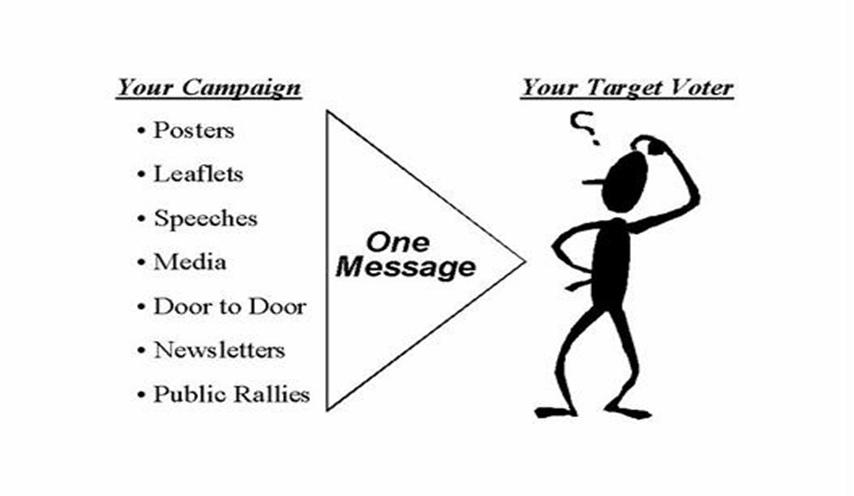 Your Campaign
• Posters
• Leaflets
• Speeches
• Media
• Door to Door
• Newsletters
• Public Rallies
One
Message
Your Target Voter
?